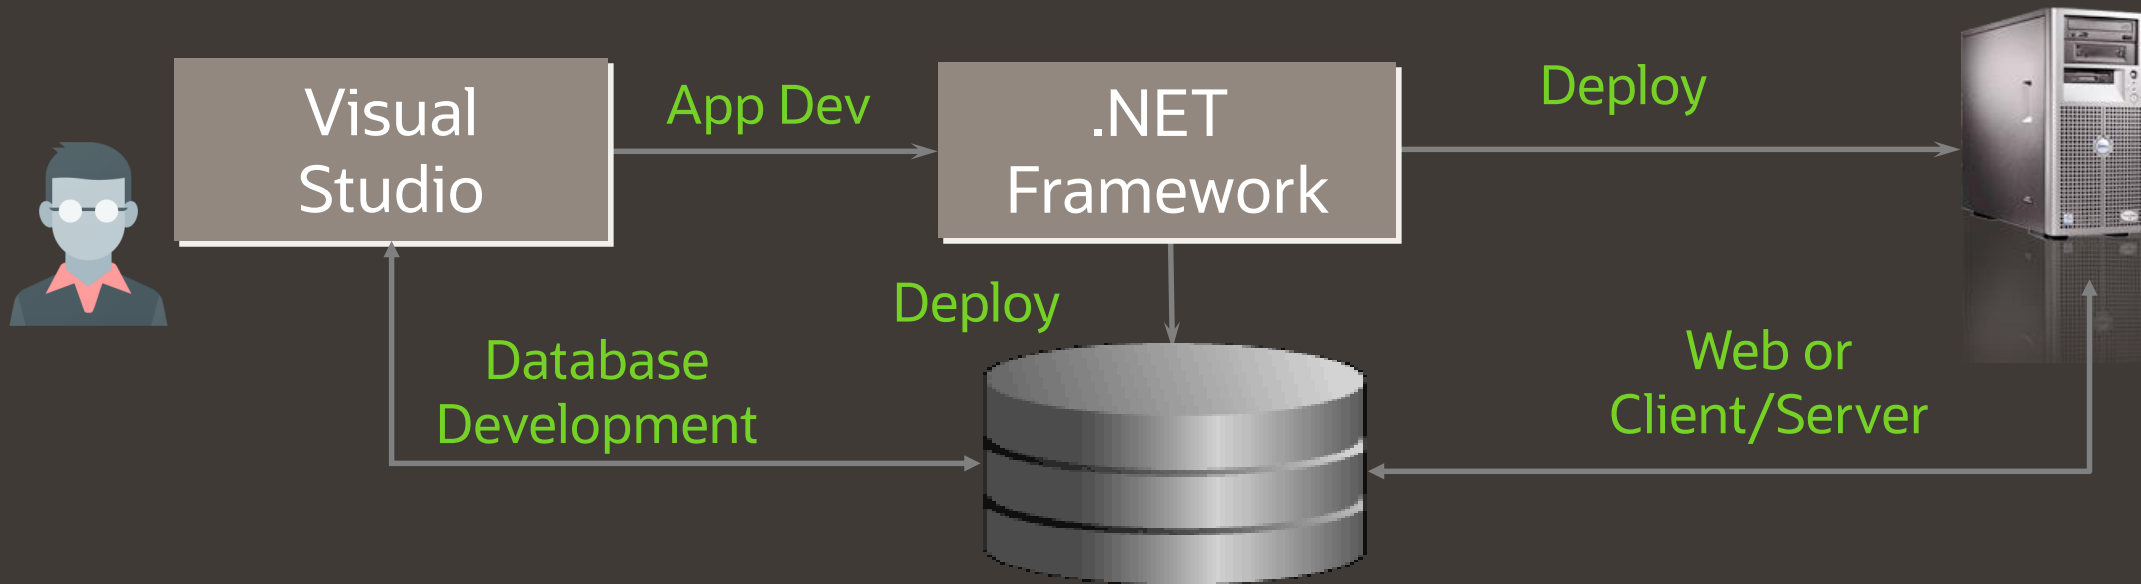 Visual
Studio
App Dev
.NET
Framework
Deploy
Deploy
Database
Development
Web or
Client/Server